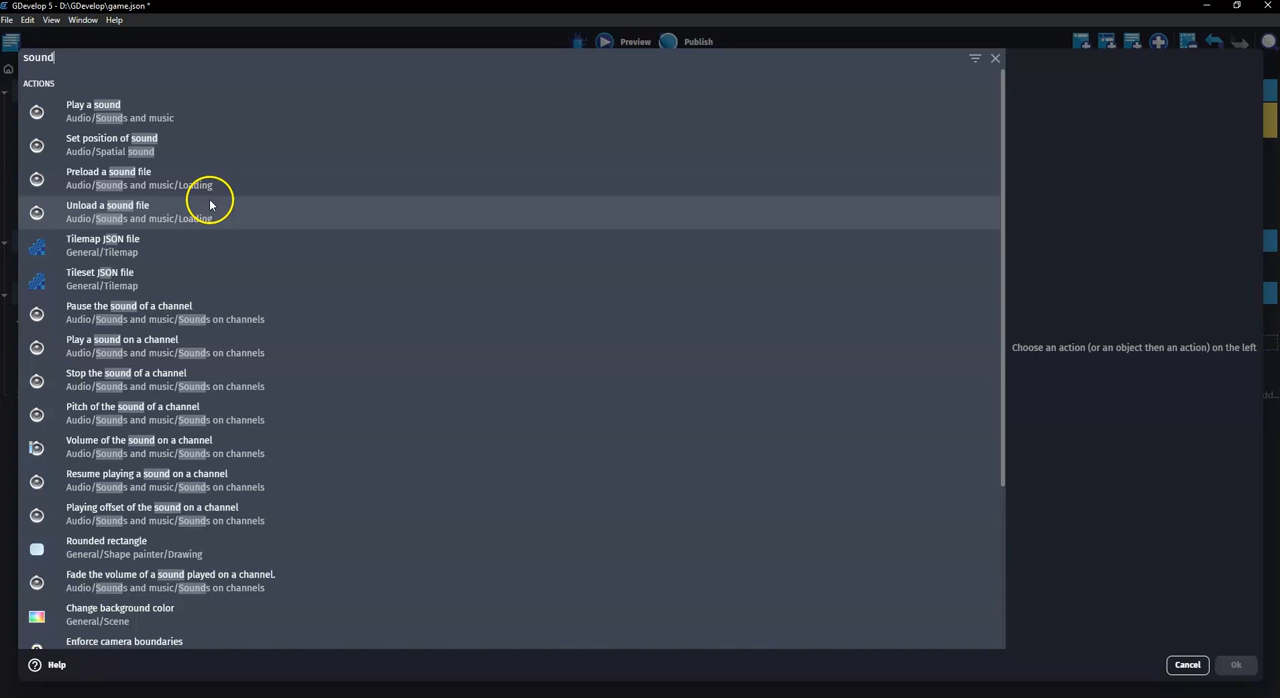 GDevelop 5 - D:\GDevelop\game.json *
File Edit View Window Help
Preview Publish
sound
ACTIONS
Play a sound
Audio/Sounds and music
Set position of sound
Audio/Spatial sound
Preload a sound file
Audio/Sounds and music/Loading
Unload a sound file
Audio/Sounds and music/Loading
Tilemap JSON file
General/Tilemap
Tileset JSON file
General/Tilemap
Pause the sound of a channel
Audio/Sounds and music/Sounds on channels
Play a sound on a channel
Audio/Sounds and music/Sounds on channels
Stop the sound of a channel
Audio/Sounds and music/Sounds on channels
Pitch of the sound of a channel
Audio/Sounds and music/Sounds on channels
Volume of the sound on a channel
Audio/Sounds and music/Sounds on channels
Resume playing a sound on a channel
Audio/Sounds and music/Sounds on channels
Playing offset of the sound on a channel
Audio/Sounds and music/Sounds on channels
Rounded rectangle
General/Shape painter/Drawing
Fade the volume of a sound played on a channel.
Audio/Sounds and music/Sounds on channels
Change background color
General/Scene
Enforce camera boundaries
Choose an action (or an object then an action) on the left
Help
Cancel Ok